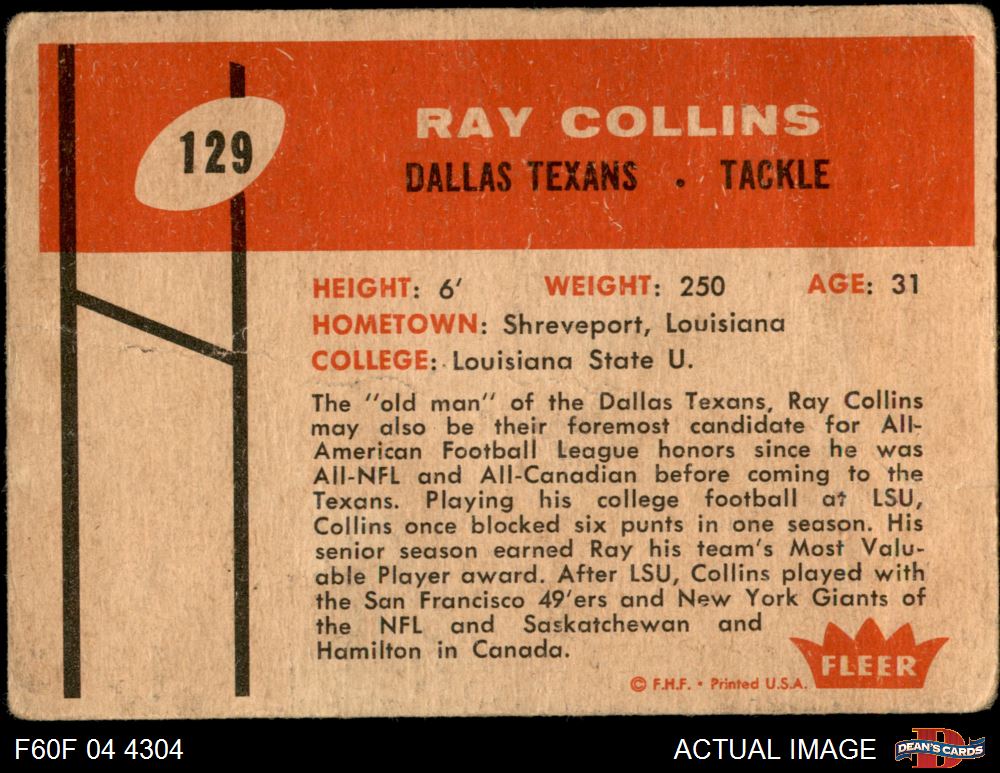 129
RAY COLLINS
DALLAS TEXANS . TACKLE
HEIGHT: 6' WEIGHT: 250 AGE: 31
HOMETOWN: Shreveport, Louisiana
COLLEGE: Louisiana State U.
The "old man" of the Dallas Texans, Ray Collins
may also be their foremost candidate for All-
American Football League honors since he was
All-NFL and All-Canadian before coming to the
Texans. Playing his college football at LSU,
Collins once blocked six punts in one season. His
senior season earned Ray his team's Most Valu-
able Player award. After LSU, Collins played with
the San Francisco 49'ers and New York Giants of
the NFL and Saskatchewan and
Hamilton in Canada.
FLEER
© F.H.F. • Printed U.S.A.
F60F 04 4304
ACTUAL IMAGE
D
DEAN'S CARDS